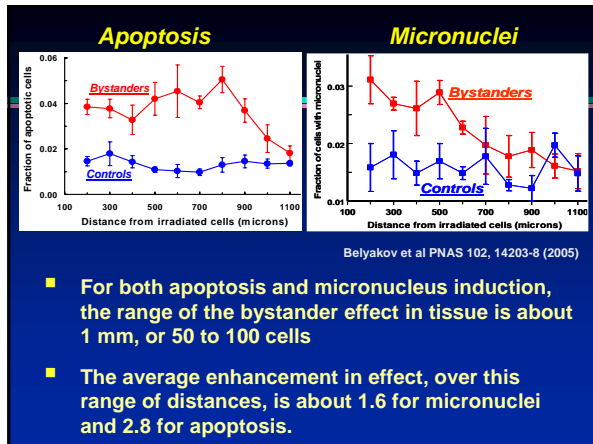 Apoptosis
Micronuclei
0.06
0.04
0.02
0.00
Fraction of apoptotic cells
Bystanders
Controls
100 300 500 700 900 1100
Distance from irradiated cells (microns)
0.03
0.02
0.01
Fraction of cells with micronuclei
Bystanders
Controls
100 300 500 700 900 1100
Distance from irradiated cells (microns)
Belyakov et al PNAS 102, 14203-8 (2005)
For both apoptosis and micronucleus induction,
the range of the bystander effect in tissue is about
1 mm, or 50 to 100 cells
The average enhancement in effect, over this
range of distances, is about 1.6 for micronuclei
and 2.8 for apoptosis.